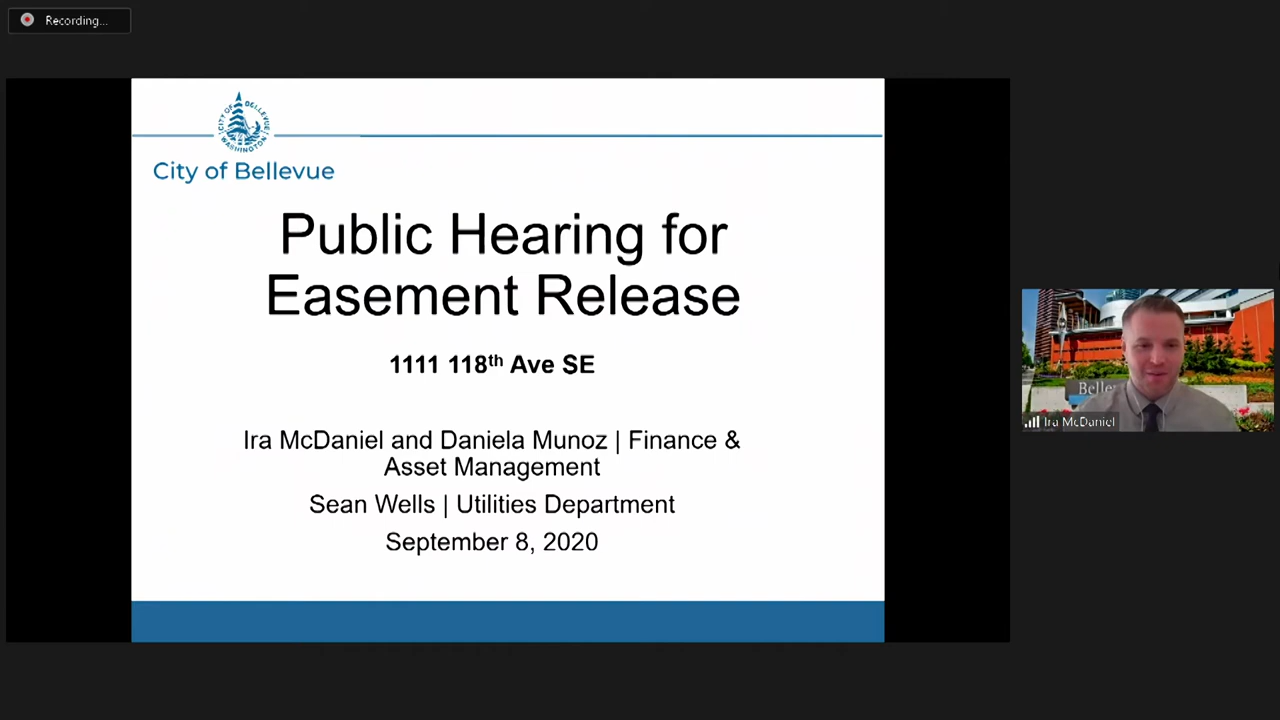 Recording...
CITY OF BELLEVUE
WASHINGTON
City of Bellevue
Public Hearing for
Easement Release
1111 118th Ave SE
Ira McDaniel and Daniela Munoz | Finance &
Asset Management
Sean Wells | Utilities Department
September 8, 2020
Belle
Ira McDaniel